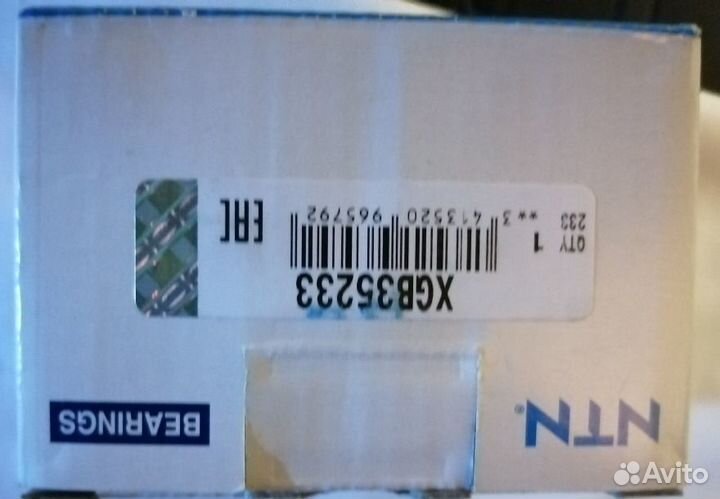 NTN®
BEARINGS
XGB35233
QTY 1
233
**3 413520 965792
EAC
Avito